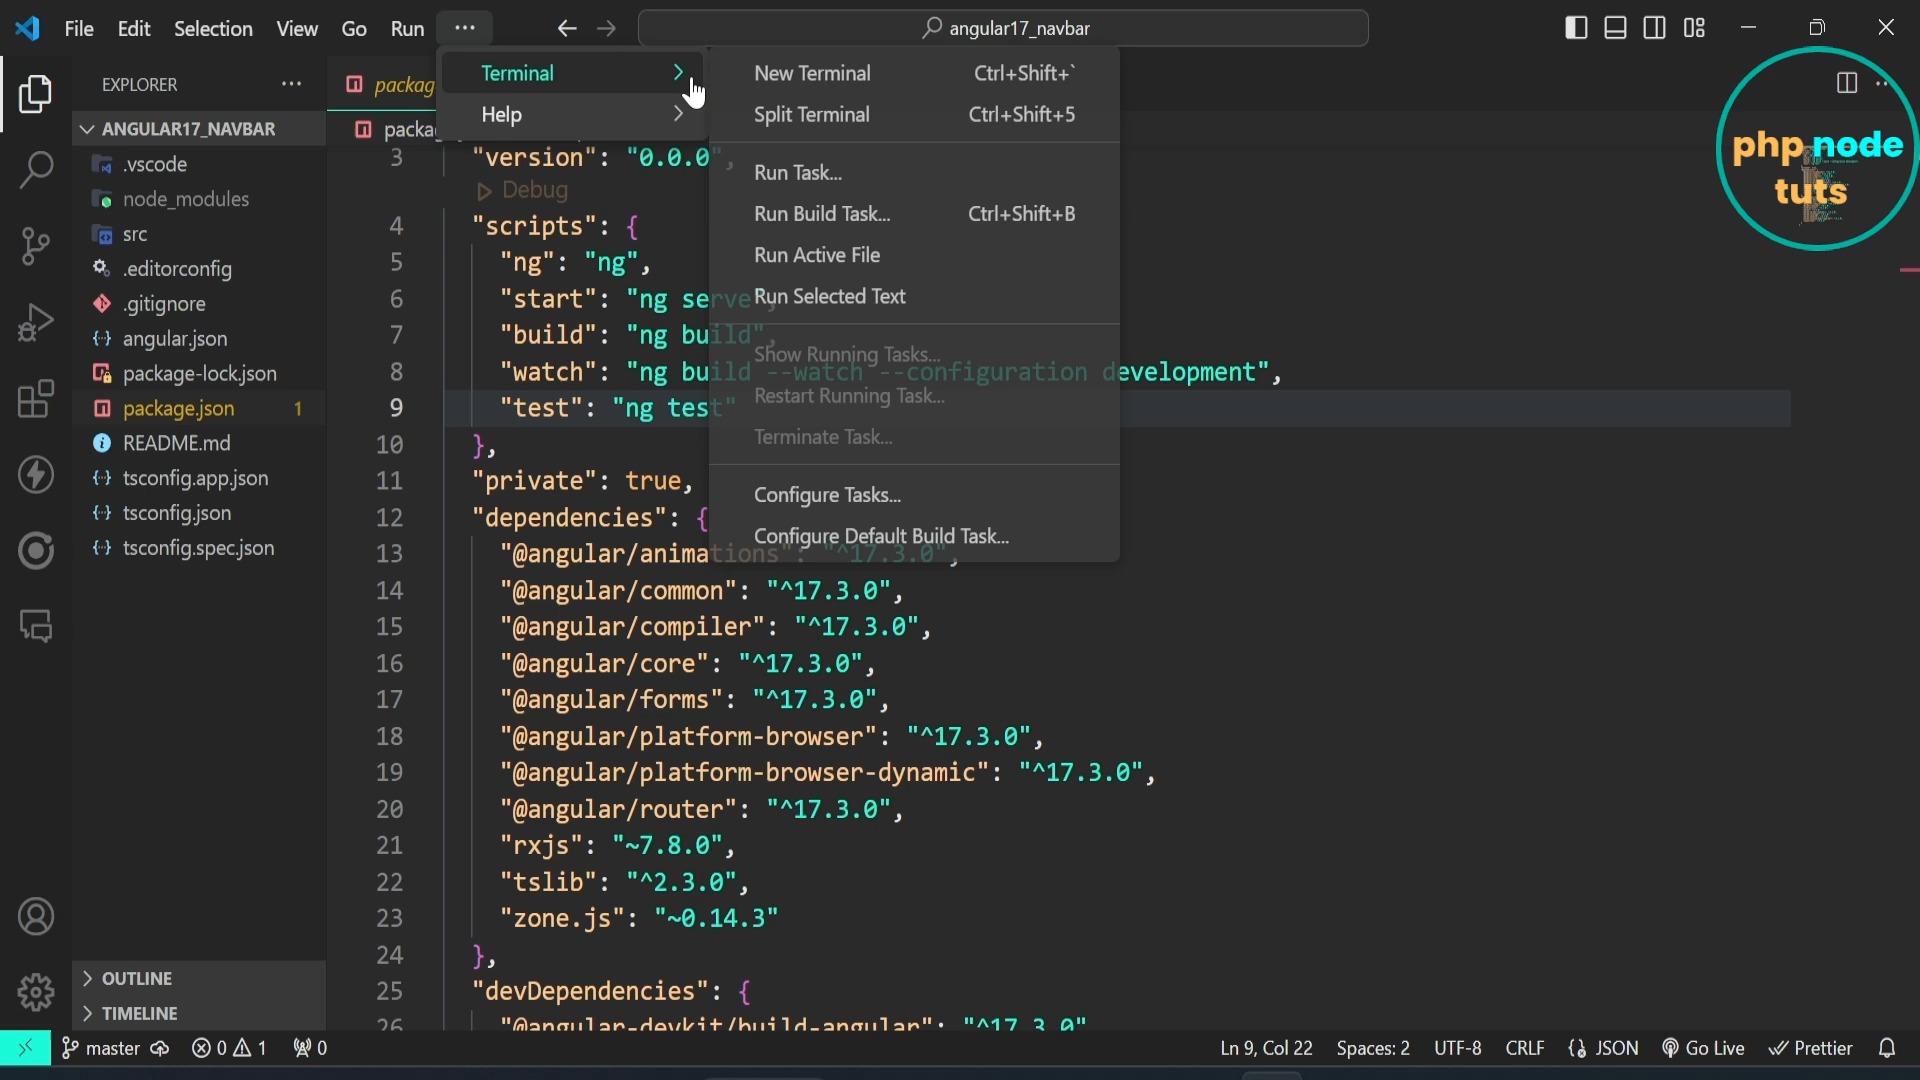 File Edit Selection View Go Run ··· angular17_navbar
EXPLORER ···
ANGULAR17_NAVBAR
.vscode
node_modules
src
.editorconfig
.gitignore
angular.json
package-lock.json
package.json 1
README.md
tsconfig.app.json
tsconfig.json
tsconfig.spec.json
OUTLINE
TIMELINE
Terminal
Help
New Terminal Ctrl+Shift+`
Split Terminal Ctrl+Shift+5
Run Task...
Run Build Task... Ctrl+Shift+B
Run Active File
Run Selected Text
Show Running Tasks...
Restart Running Task...
Terminate Task...
Configure Tasks...
Configure Default Build Task...
packag
packa
3 "version": "0.0.0",
Debug
4 "scripts": {
5 "ng": "ng",
6 "start": "ng serve",
7 "build": "ng build",
8 "watch": "ng build --watch --configuration development",
9 "test": "ng test"
10 },
11 "private": true,
12 "dependencies": {
13 "@angular/animations": "^17.3.0",
14 "@angular/common": "^17.3.0",
15 "@angular/compiler": "^17.3.0",
16 "@angular/core": "^17.3.0",
17 "@angular/forms": "^17.3.0",
18 "@angular/platform-browser": "^17.3.0",
19 "@angular/platform-browser-dynamic": "^17.3.0",
20 "@angular/router": "^17.3.0",
21 "rxjs": "~7.8.0",
22 "tslib": "^2.3.0",
23 "zone.js": "~0.14.3"
24 },
25 "devDependencies": {
26 "@angular-devkit/build-angular": "^17.3.0"
php node
tuts
master 0 1 0 Ln 9, Col 22 Spaces: 2 UTF-8 CRLF {} JSON Go Live Prettier